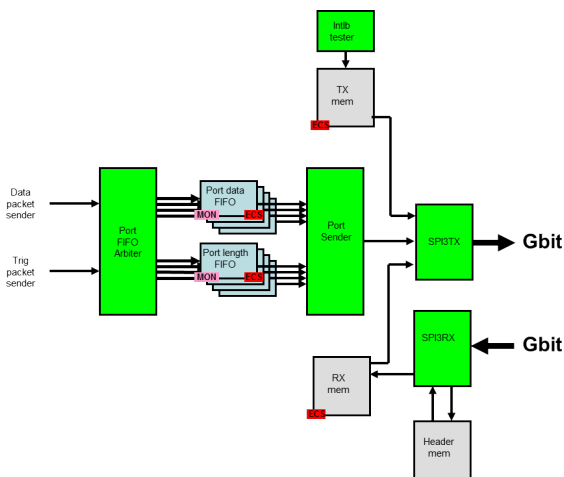 Intlb
tester
TX
mem
ECS
Data
packet
sender
Trig
packet
sender
Port
FIFO
Arbiter
Port data
FIFO
MON
ECS
Port length
FIFO
MON
ECS
Port
Sender
SPI3TX
Gbit
SPI3RX
Gbit
RX
mem
ECS
Header
mem